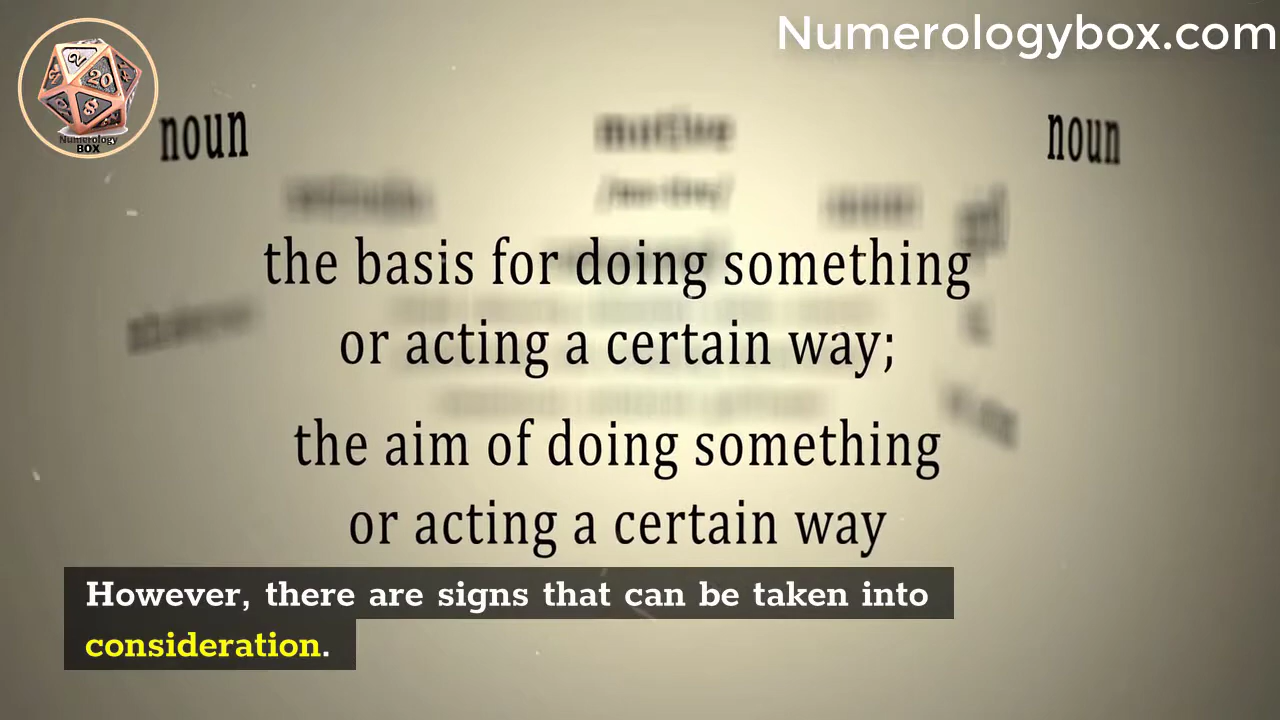 Numerologybox.com
Numerology
BOX
noun
noun
the basis for doing something
or acting a certain way;
the aim of doing something
or acting a certain way
However, there are signs that can be taken into
consideration.